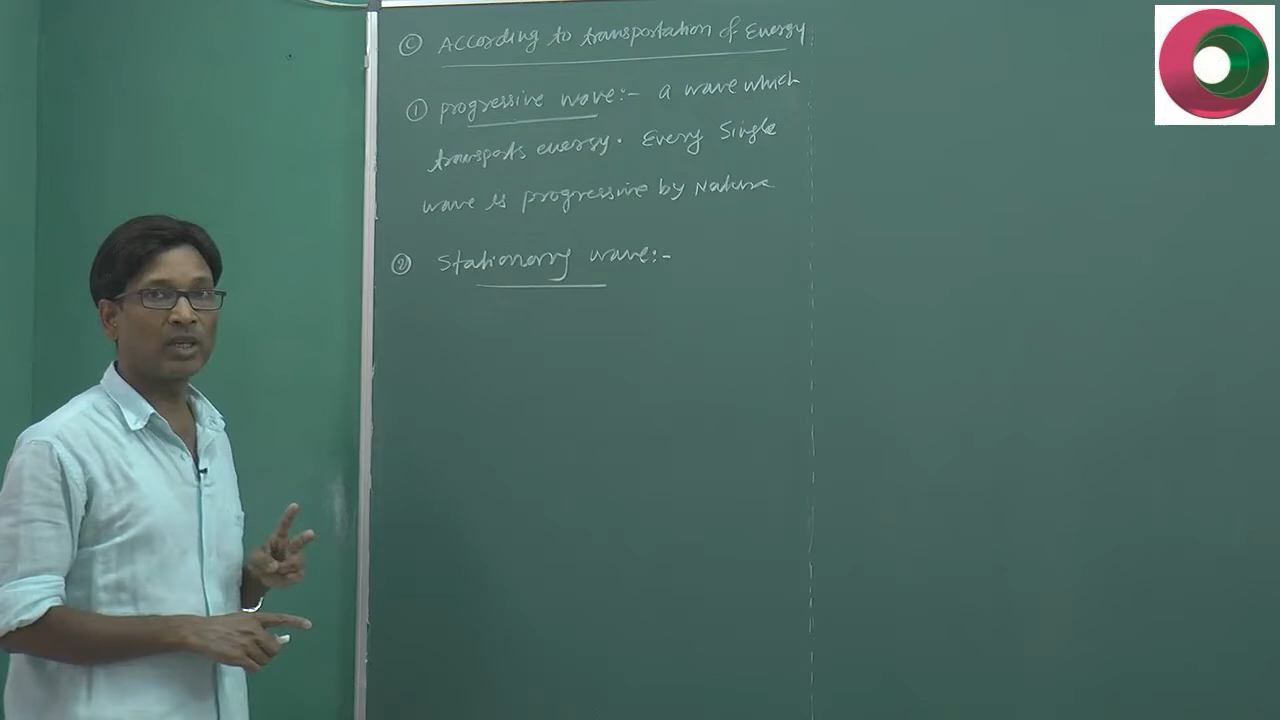 Ⓒ According to transportation of Energy
① progressive wave:- a wave which
transports energy. Every Single
wave is progressive by Nature
② Stationary wave:-